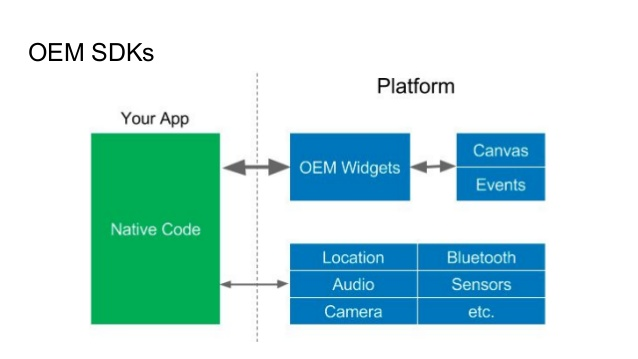 OEM SDKs
Platform
Your App
Native Code
OEM Widgets
Canvas
Events
Location
Bluetooth
Audio
Sensors
Camera
etc.